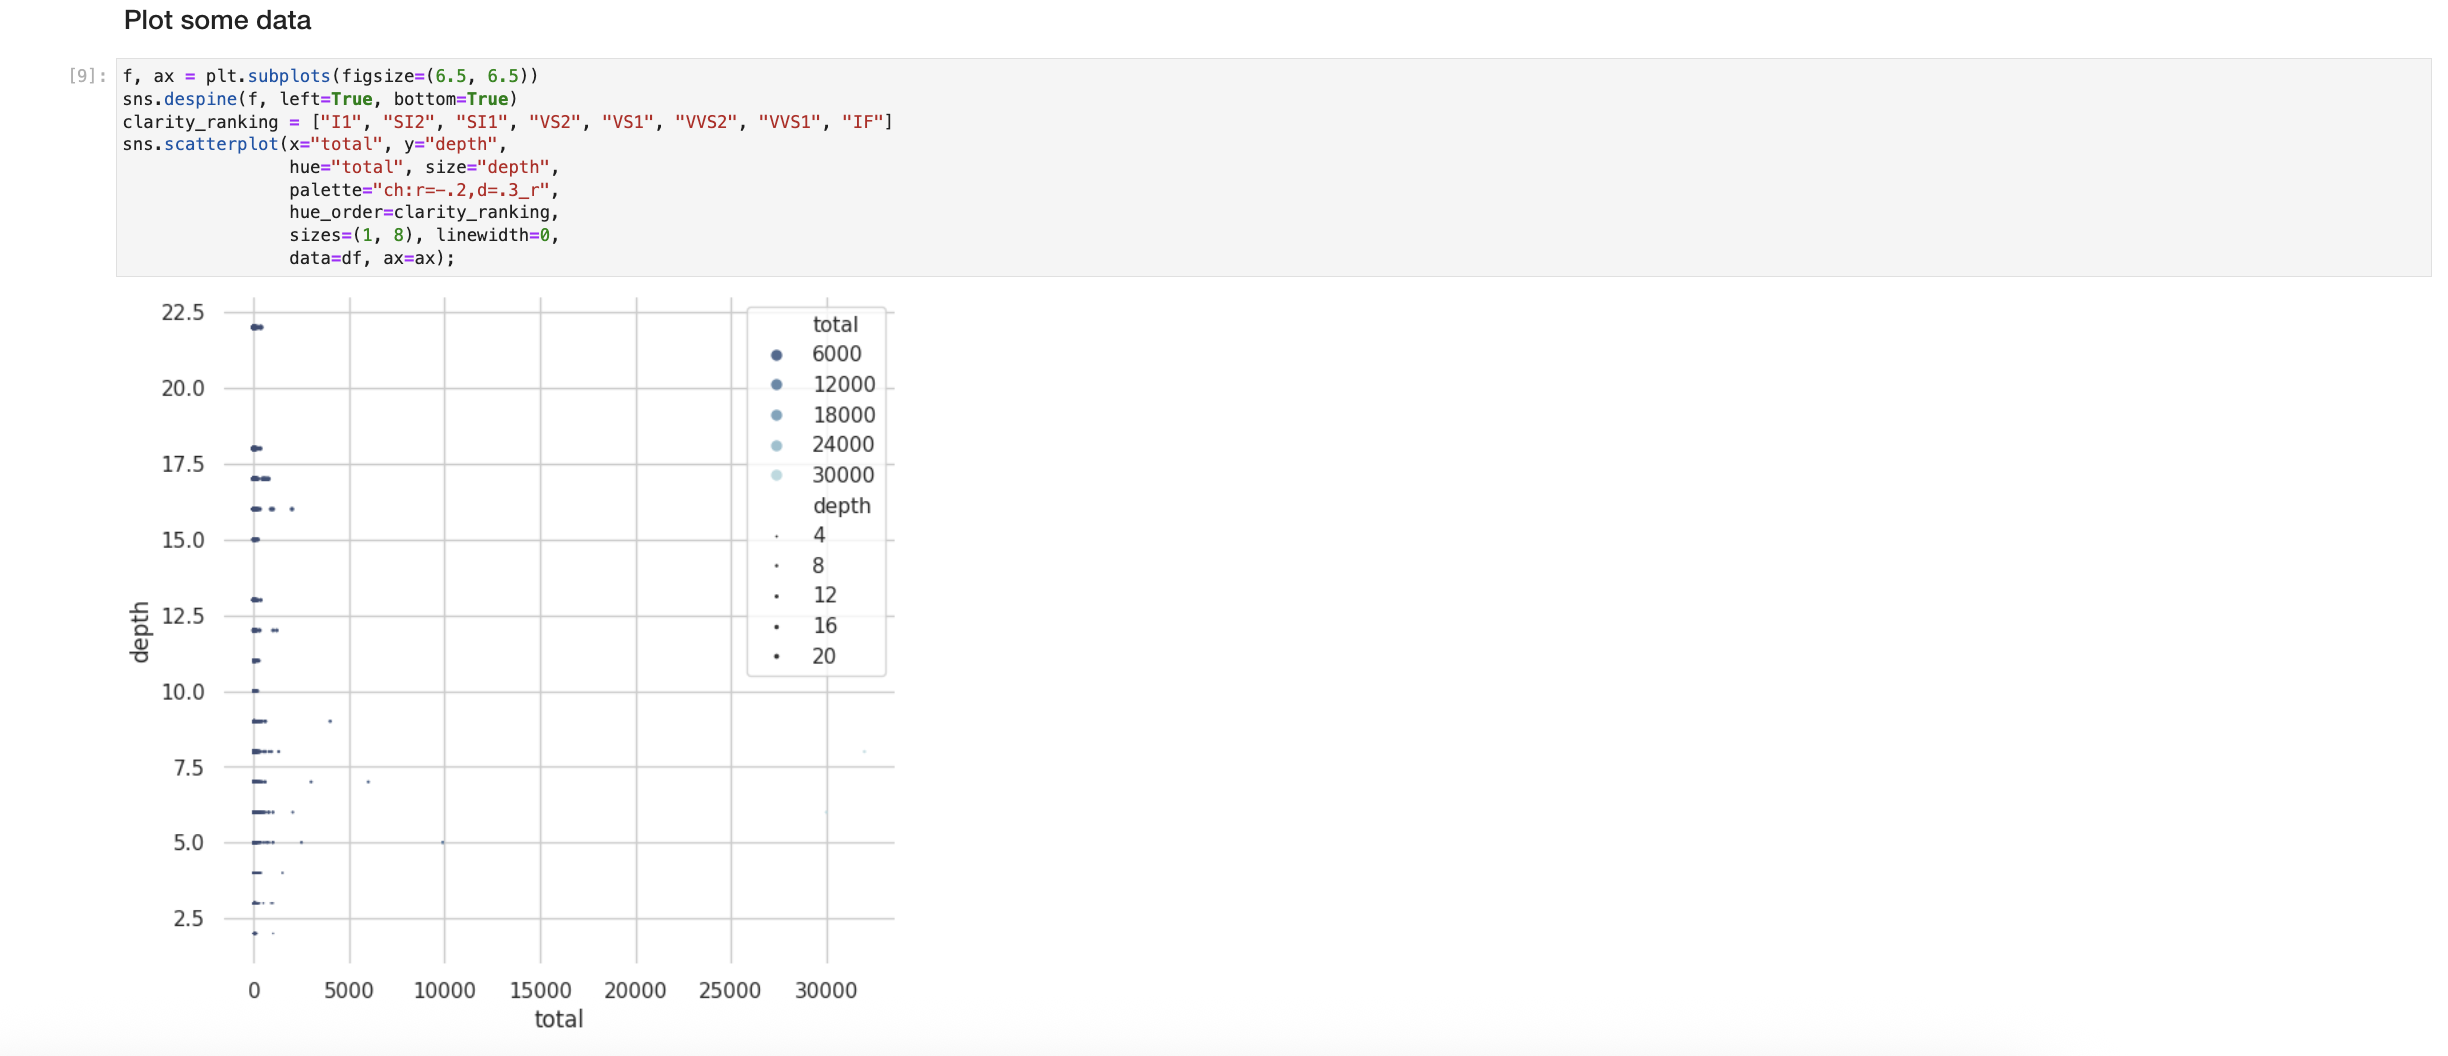 Plot some data
[9]:
f, ax = plt.subplots(figsize=(6.5, 6.5))
sns.despine(f, left=True, bottom=True)
clarity_ranking = ["I1", "SI2", "SI1", "VS2", "VS1", "VVS2", "VVS1", "IF"]
sns.scatterplot(x="total", y="depth",
                hue="total", size="depth",
                palette="ch:r=-.2,d=.3_r",
                hue_order=clarity_ranking,
                sizes=(1, 8), linewidth=0,
                data=df, ax=ax);
22.5
20.0
17.5
15.0
12.5
10.0
7.5
5.0
2.5
depth
total
6000
12000
18000
24000
30000
depth
4
8
12
16
20
0 5000 10000 15000 20000 25000 30000
total